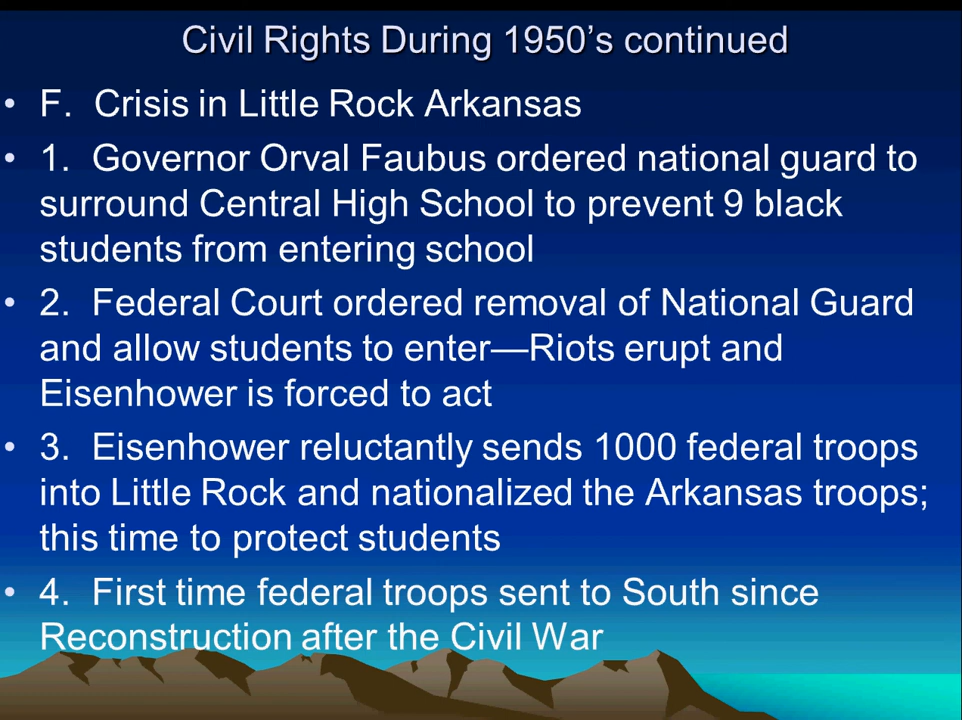 Civil Rights During 1950’s continued
• F. Crisis in Little Rock Arkansas
• 1. Governor Orval Faubus ordered national guard to
surround Central High School to prevent 9 black
students from entering school
• 2. Federal Court ordered removal of National Guard
and allow students to enter—Riots erupt and
Eisenhower is forced to act
• 3. Eisenhower reluctantly sends 1000 federal troops
into Little Rock and nationalized the Arkansas troops;
this time to protect students
• 4. First time federal troops sent to South since
Reconstruction after the Civil War